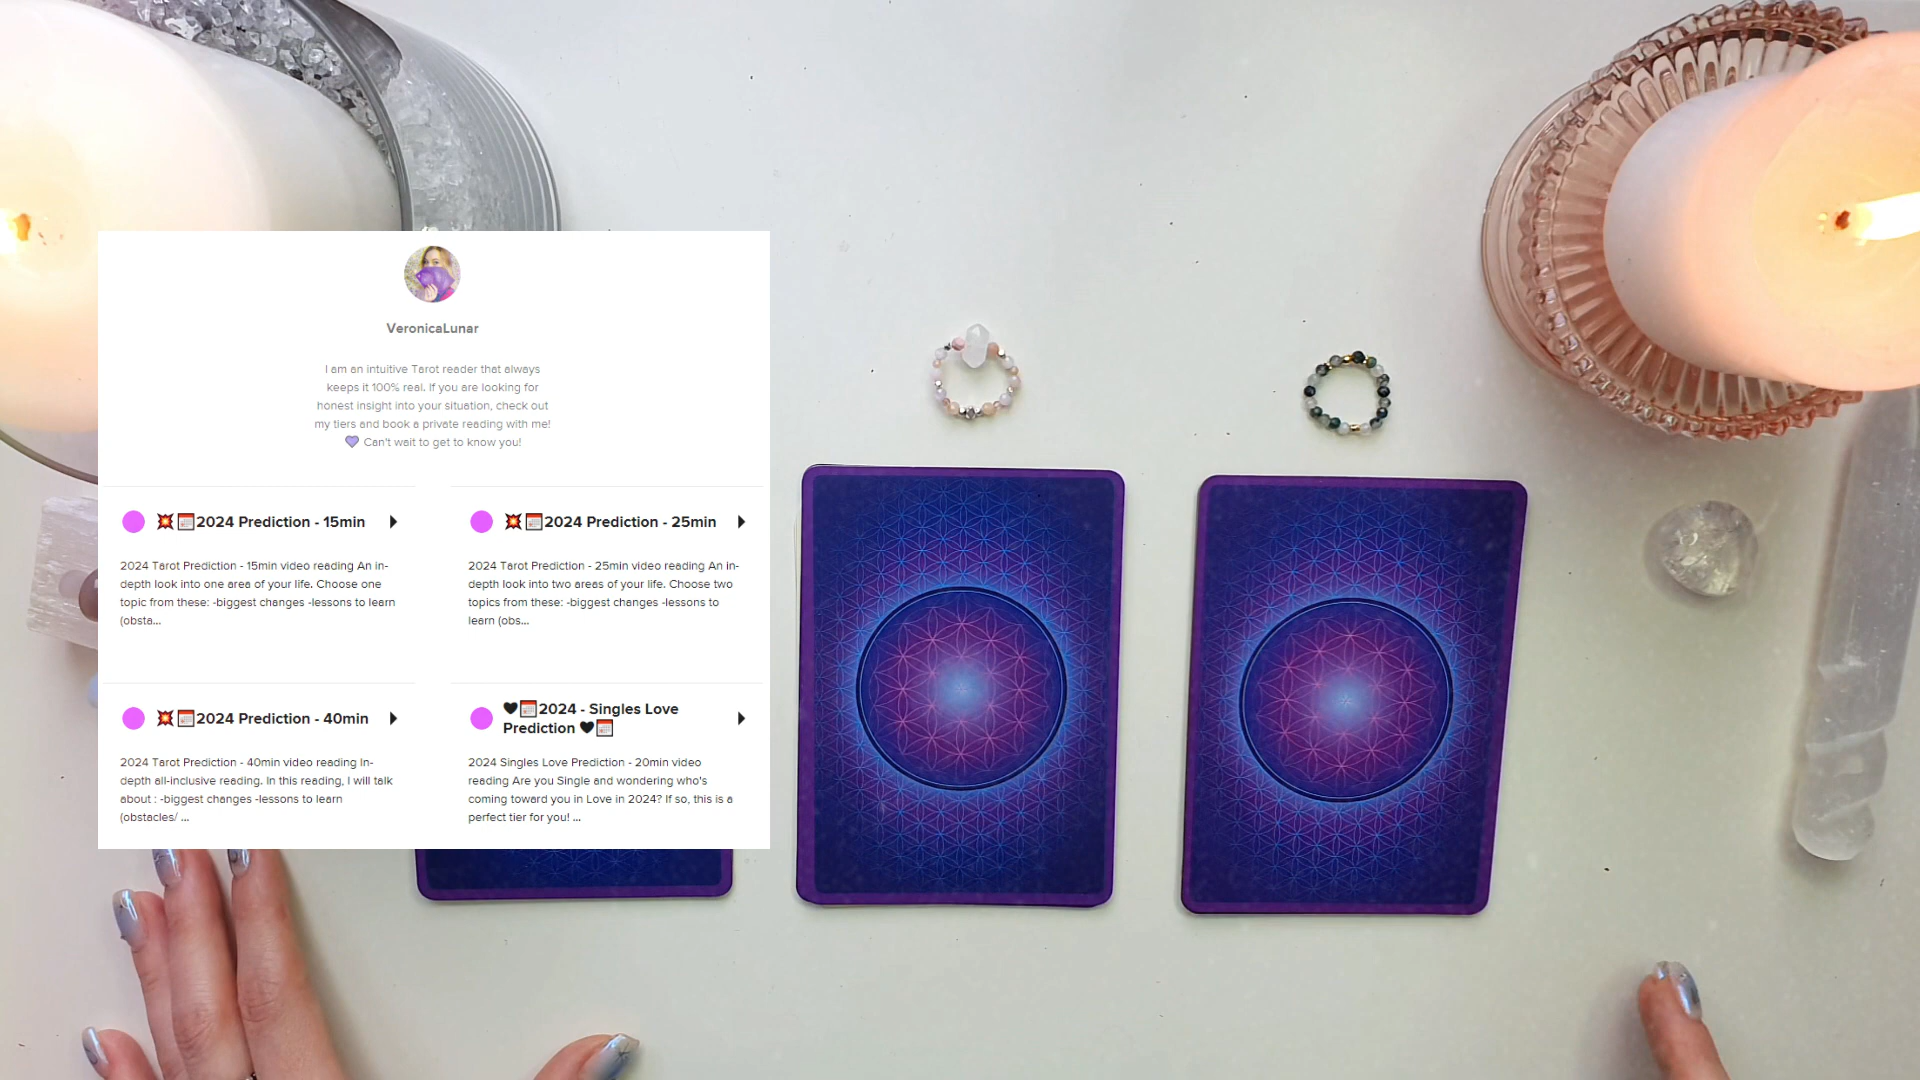 VeronicaLunar
I am an intuitive Tarot reader that always
keeps it 100% real. If you are looking for
honest insight into your situation, check out
my tiers and book a private reading with me!
💜 Can't wait to get to know you!
💥📅2024 Prediction - 15min
2024 Tarot Prediction - 15min video reading An in-
depth look into one area of your life. Choose one
topic from these: -biggest changes -lessons to learn
(obsta...
💥📅2024 Prediction - 25min
2024 Tarot Prediction - 25min video reading An in-
depth look into two areas of your life. Choose two
topics from these: -biggest changes -lessons to
learn (obs...
💥📅2024 Prediction - 40min
2024 Tarot Prediction - 40min video reading In-
depth all-inclusive reading. In this reading, I will talk
about : -biggest changes -lessons to learn
(obstacles/ ...
🖤📅2024 - Singles Love
Prediction 🖤📅
2024 Singles Love Prediction - 20min video
reading Are you Single and wondering who's
coming toward you in Love in 2024? If so, this is a
perfect tier for you! ...